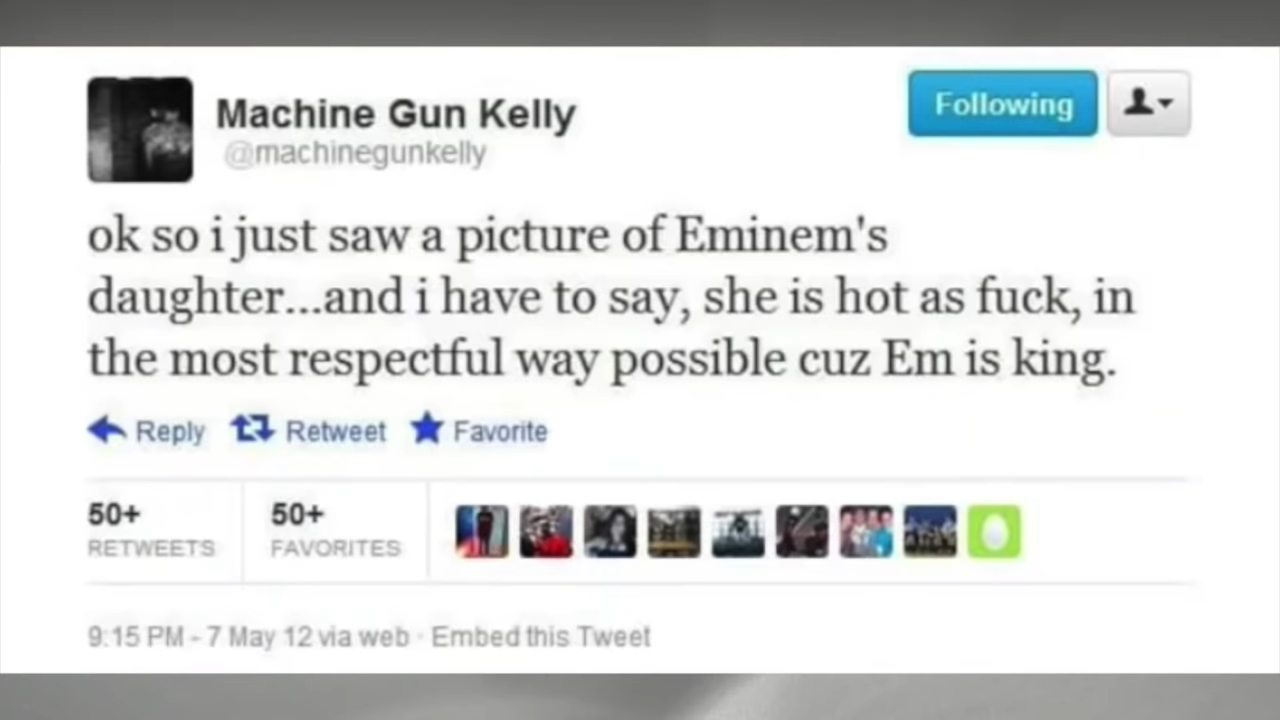 Machine Gun Kelly
@machinegunkelly
Following
ok so i just saw a picture of Eminem's
daughter...and i have to say, she is hot as fuck, in
the most respectful way possible cuz Em is king.
Reply Retweet Favorite
50+ 50+
RETWEETS FAVORITES
9:15 PM - 7 May 12 via web · Embed this Tweet